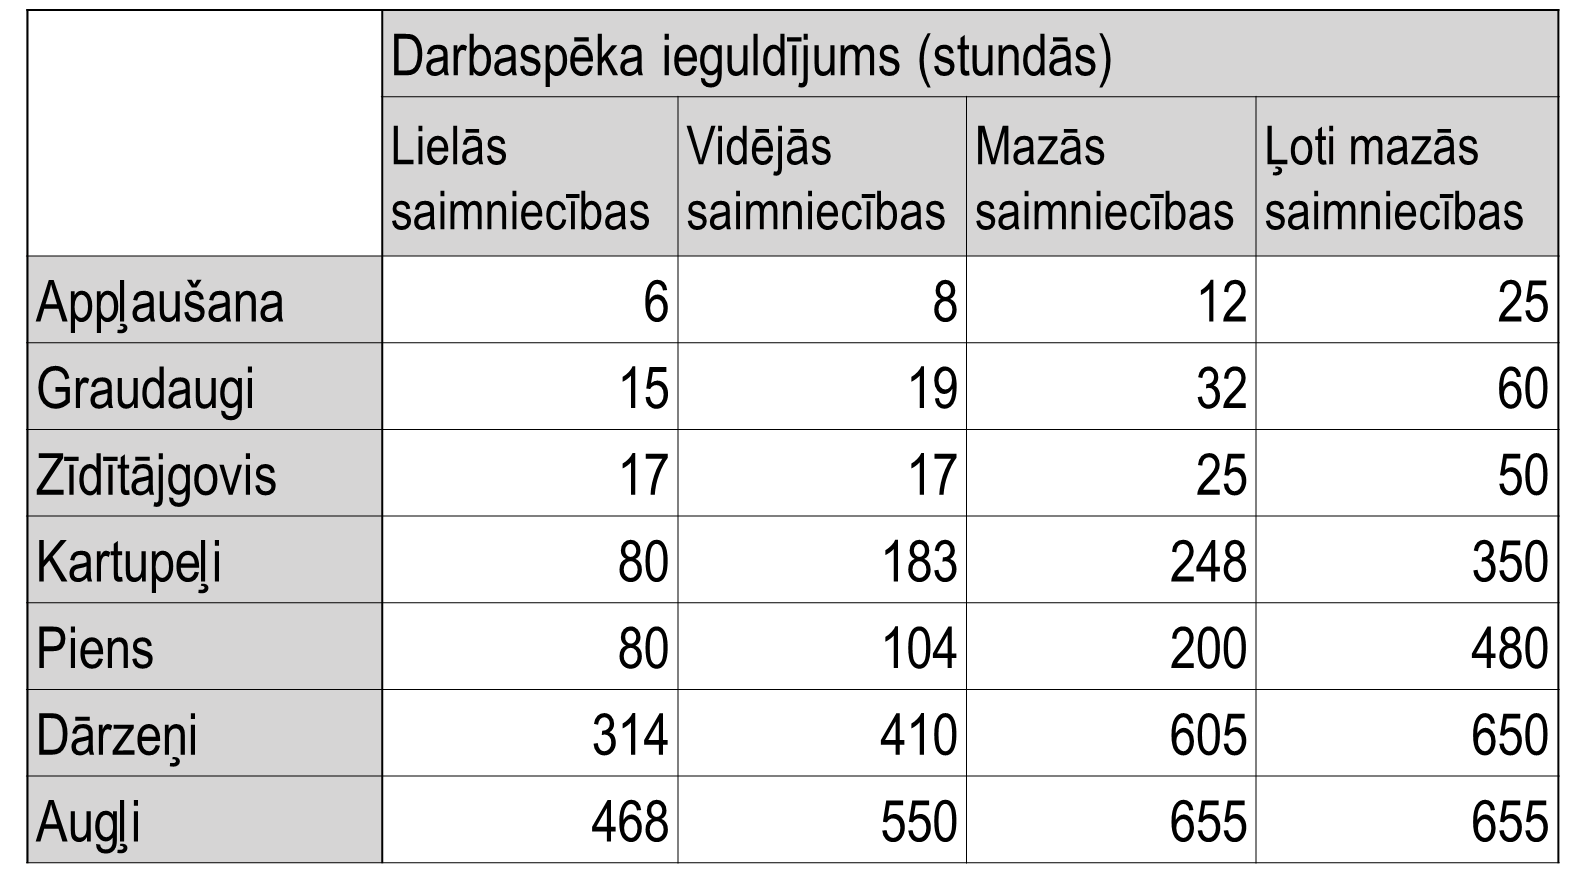 Darbaspēka ieguldījums (stundās)
Lielās saimniecības Vidējās saimniecības Mazās saimniecības Ļoti mazās saimniecības
Appļaušana 6 8 12 25
Graudaugi 15 19 32 60
Zīdītājgovis 17 17 25 50
Kartupeļi 80 183 248 350
Piens 80 104 200 480
Dārzeņi 314 410 605 650
Augļi 468 550 655 655